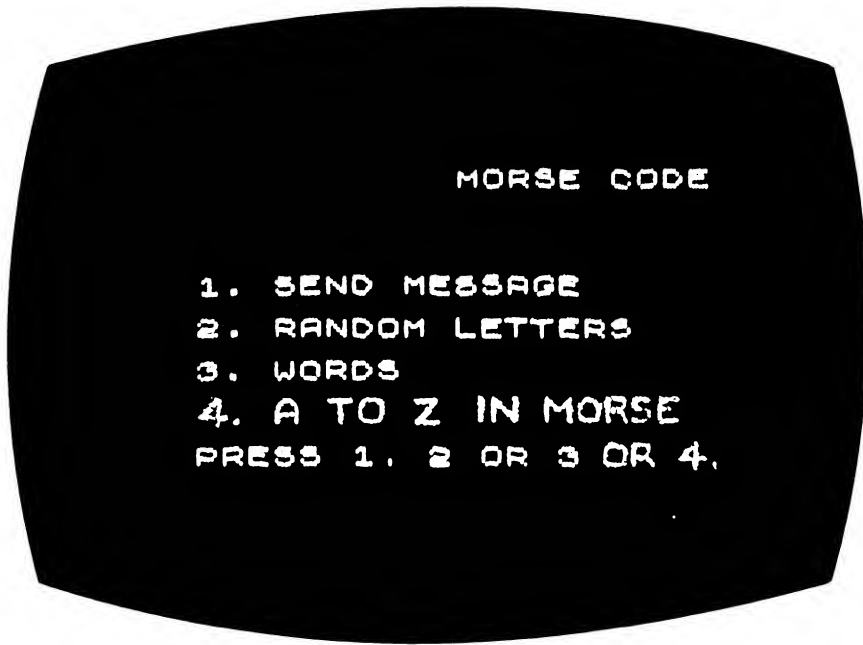 MORSE CODE
1. SEND MESSAGE
2. RANDOM LETTERS
3. WORDS
4. A TO Z IN MORSE
PRESS 1, 2 OR 3 OR 4.